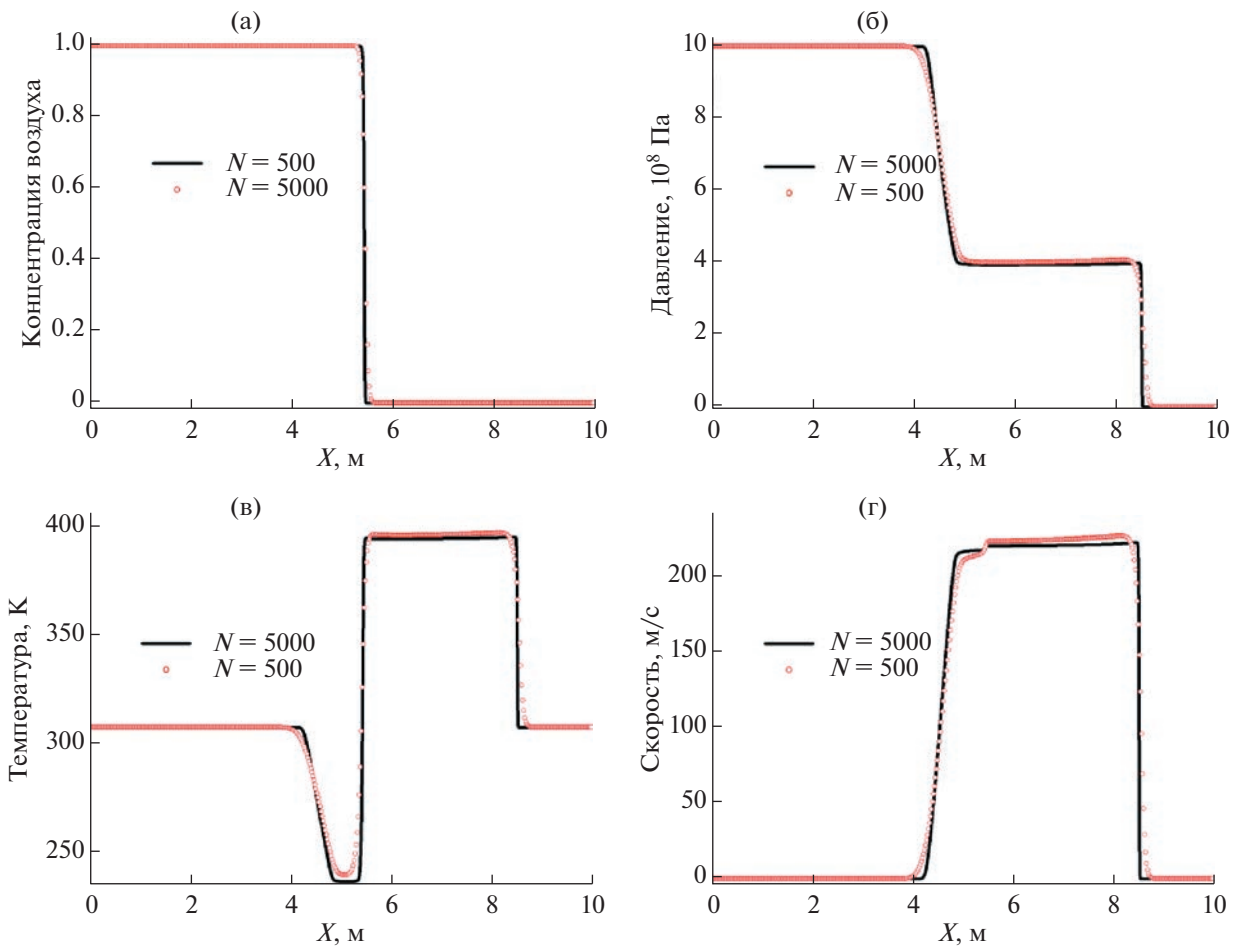 (а)
1.0
0.8
0.6
0.4
0.2
0
Концентрация воздуха
N = 500
N = 5000
0 2 4 6 8 10
X, м
(б)
10
8
6
4
2
0
Давление, 10⁸ Па
N = 5000
N = 500
0 2 4 6 8 10
X, м
(в)
400
350
300
250
Температура, К
N = 5000
N = 500
0 2 4 6 8 10
X, м
(г)
200
150
100
50
0
Скорость, м/с
N = 5000
N = 500
0 2 4 6 8 10
X, м